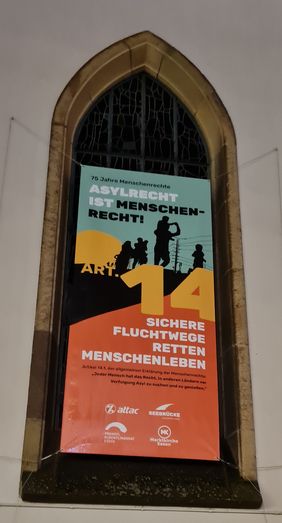 75 Jahre Menschenrechte
ASYLRECHT
IST MENSCHEN-
RECHT!
ART. 14
SICHERE
FLUCHTWEGE
RETTEN
MENSCHENLEBEN
Artikel 14.1. der allgemeinen Erklärung der Menschenrechte:
„Jeder Mensch hat das Recht, in anderen Ländern vor
Verfolgung Asyl zu suchen und zu genießen."
attac
SEEBRÜCKE
MK
Marktkirche
Essen